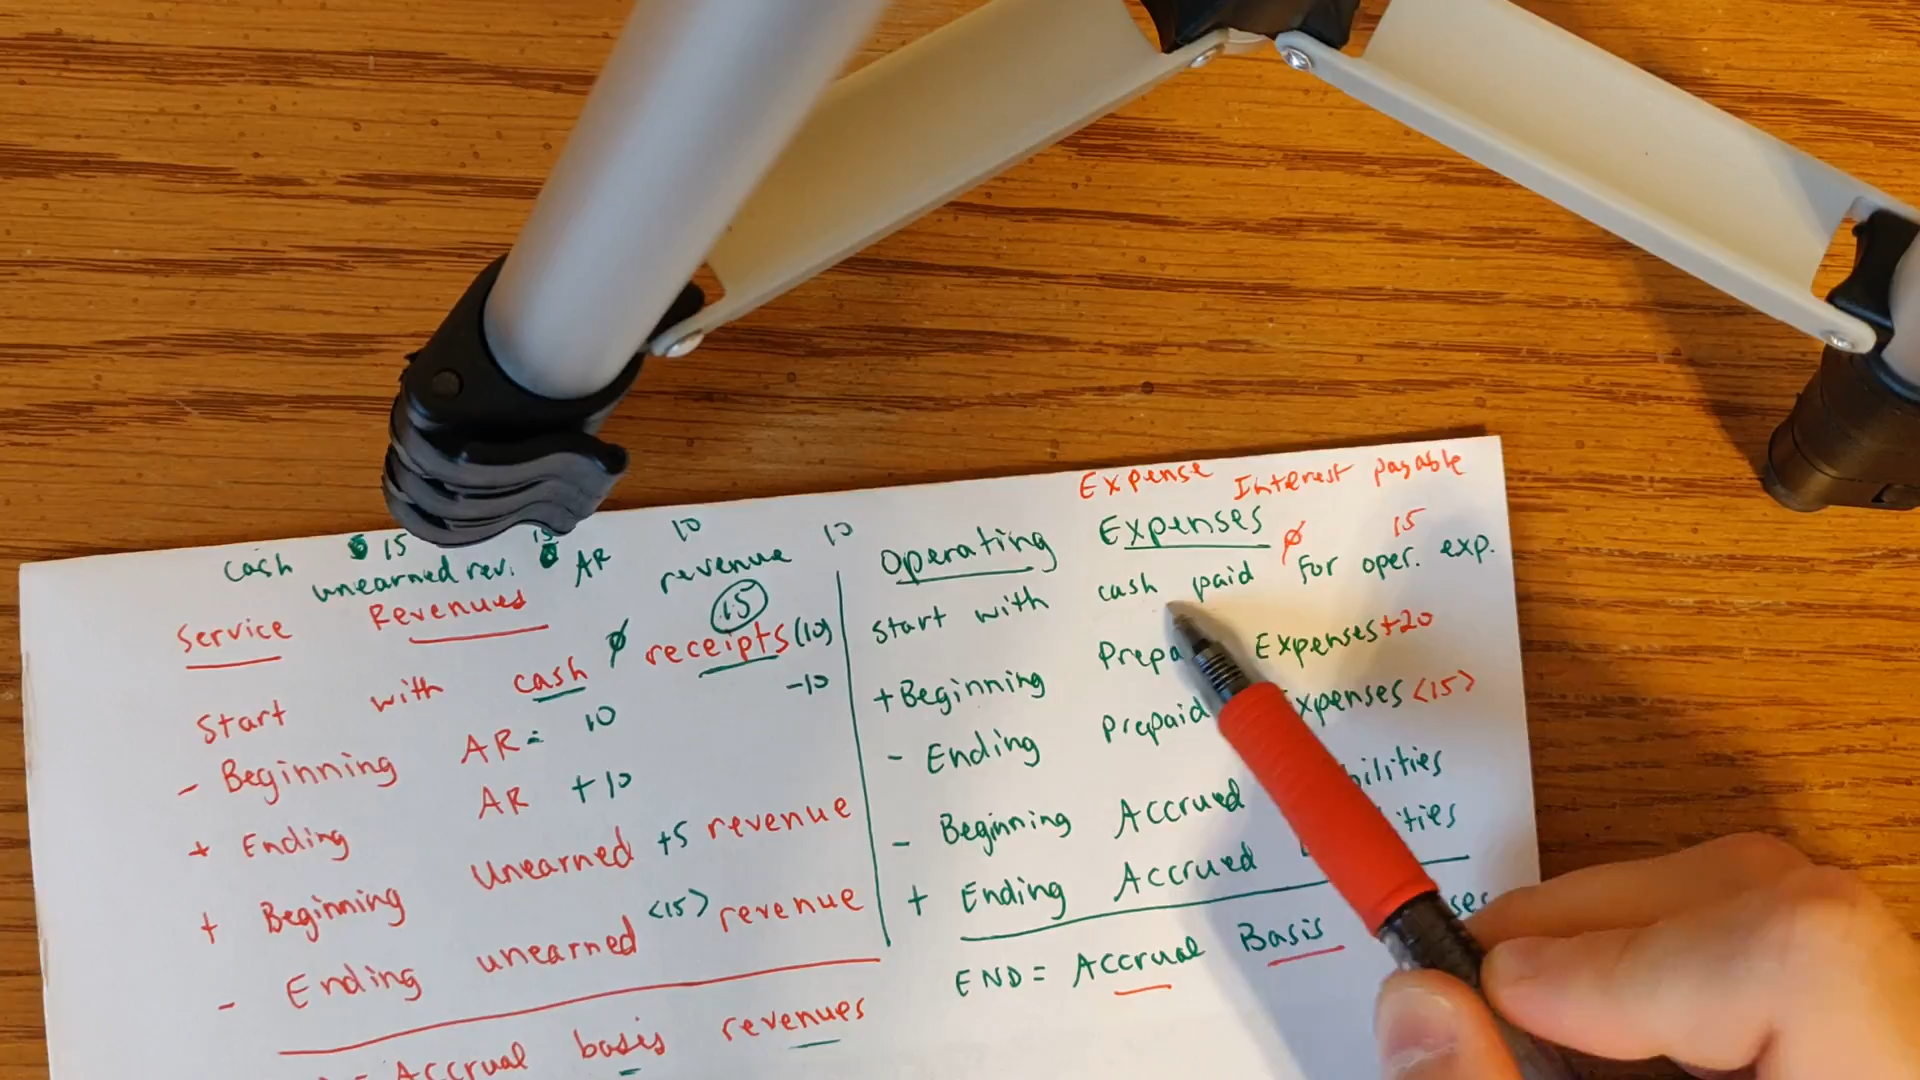 cash 15 10 10
unearned rev. 15 AR revenue
Service Revenues 15
Start with cash ∅ receipts (10)
- Beginning AR = 10 -10
+ Ending AR +10
+ Beginning Unearned +5 revenue
- Ending unearned <15> revenue
= Accrual basis revenues
Expense Interest payable
Operating Expenses ∅ 15
start with cash paid for oper. exp.
+ Beginning Expenses +20
- Ending Prepaid <15>
- Beginning Accrued
+ Ending Accrued
END = Accrual Basis